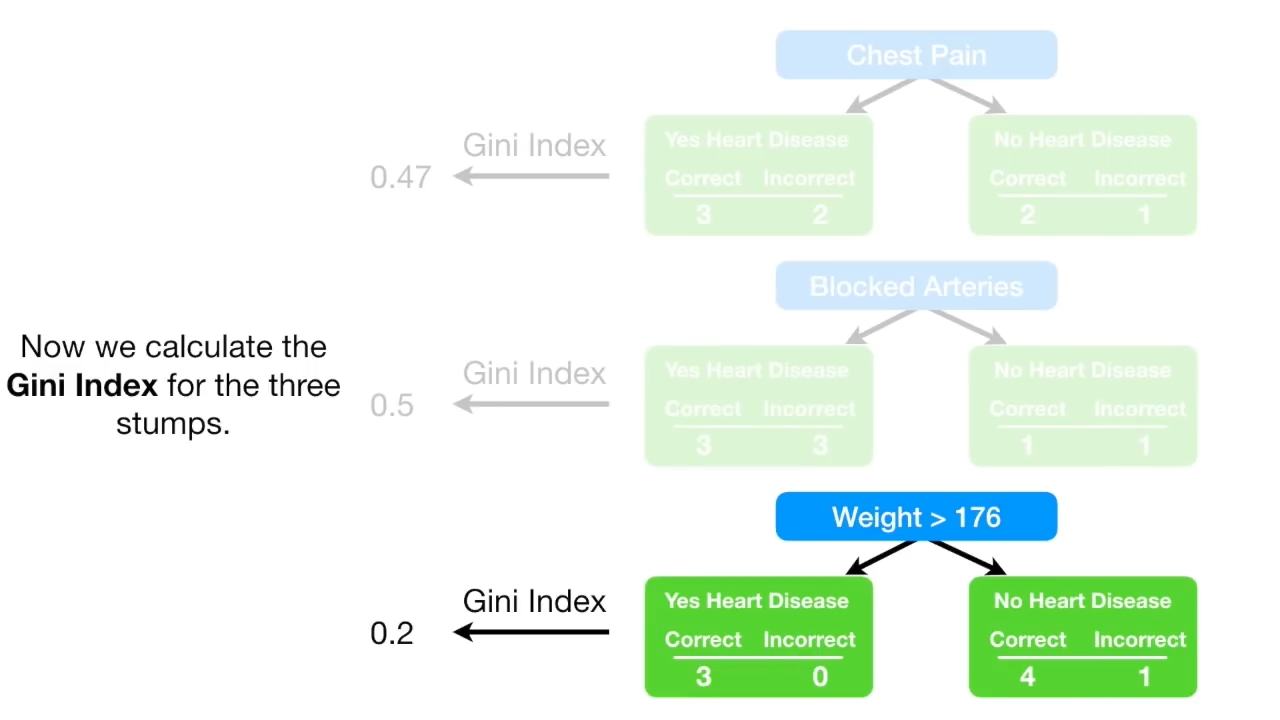 Chest Pain
Gini Index
0.47
Yes Heart Disease
Correct Incorrect
3 2
No Heart Disease
Correct Incorrect
2 1
Blocked Arteries
Now we calculate the
Gini Index for the three
stumps.
Gini Index
0.5
Yes Heart Disease
Correct Incorrect
3 3
No Heart Disease
Correct Incorrect
1 1
Weight > 176
Gini Index
0.2
Yes Heart Disease
Correct Incorrect
3 0
No Heart Disease
Correct Incorrect
4 1